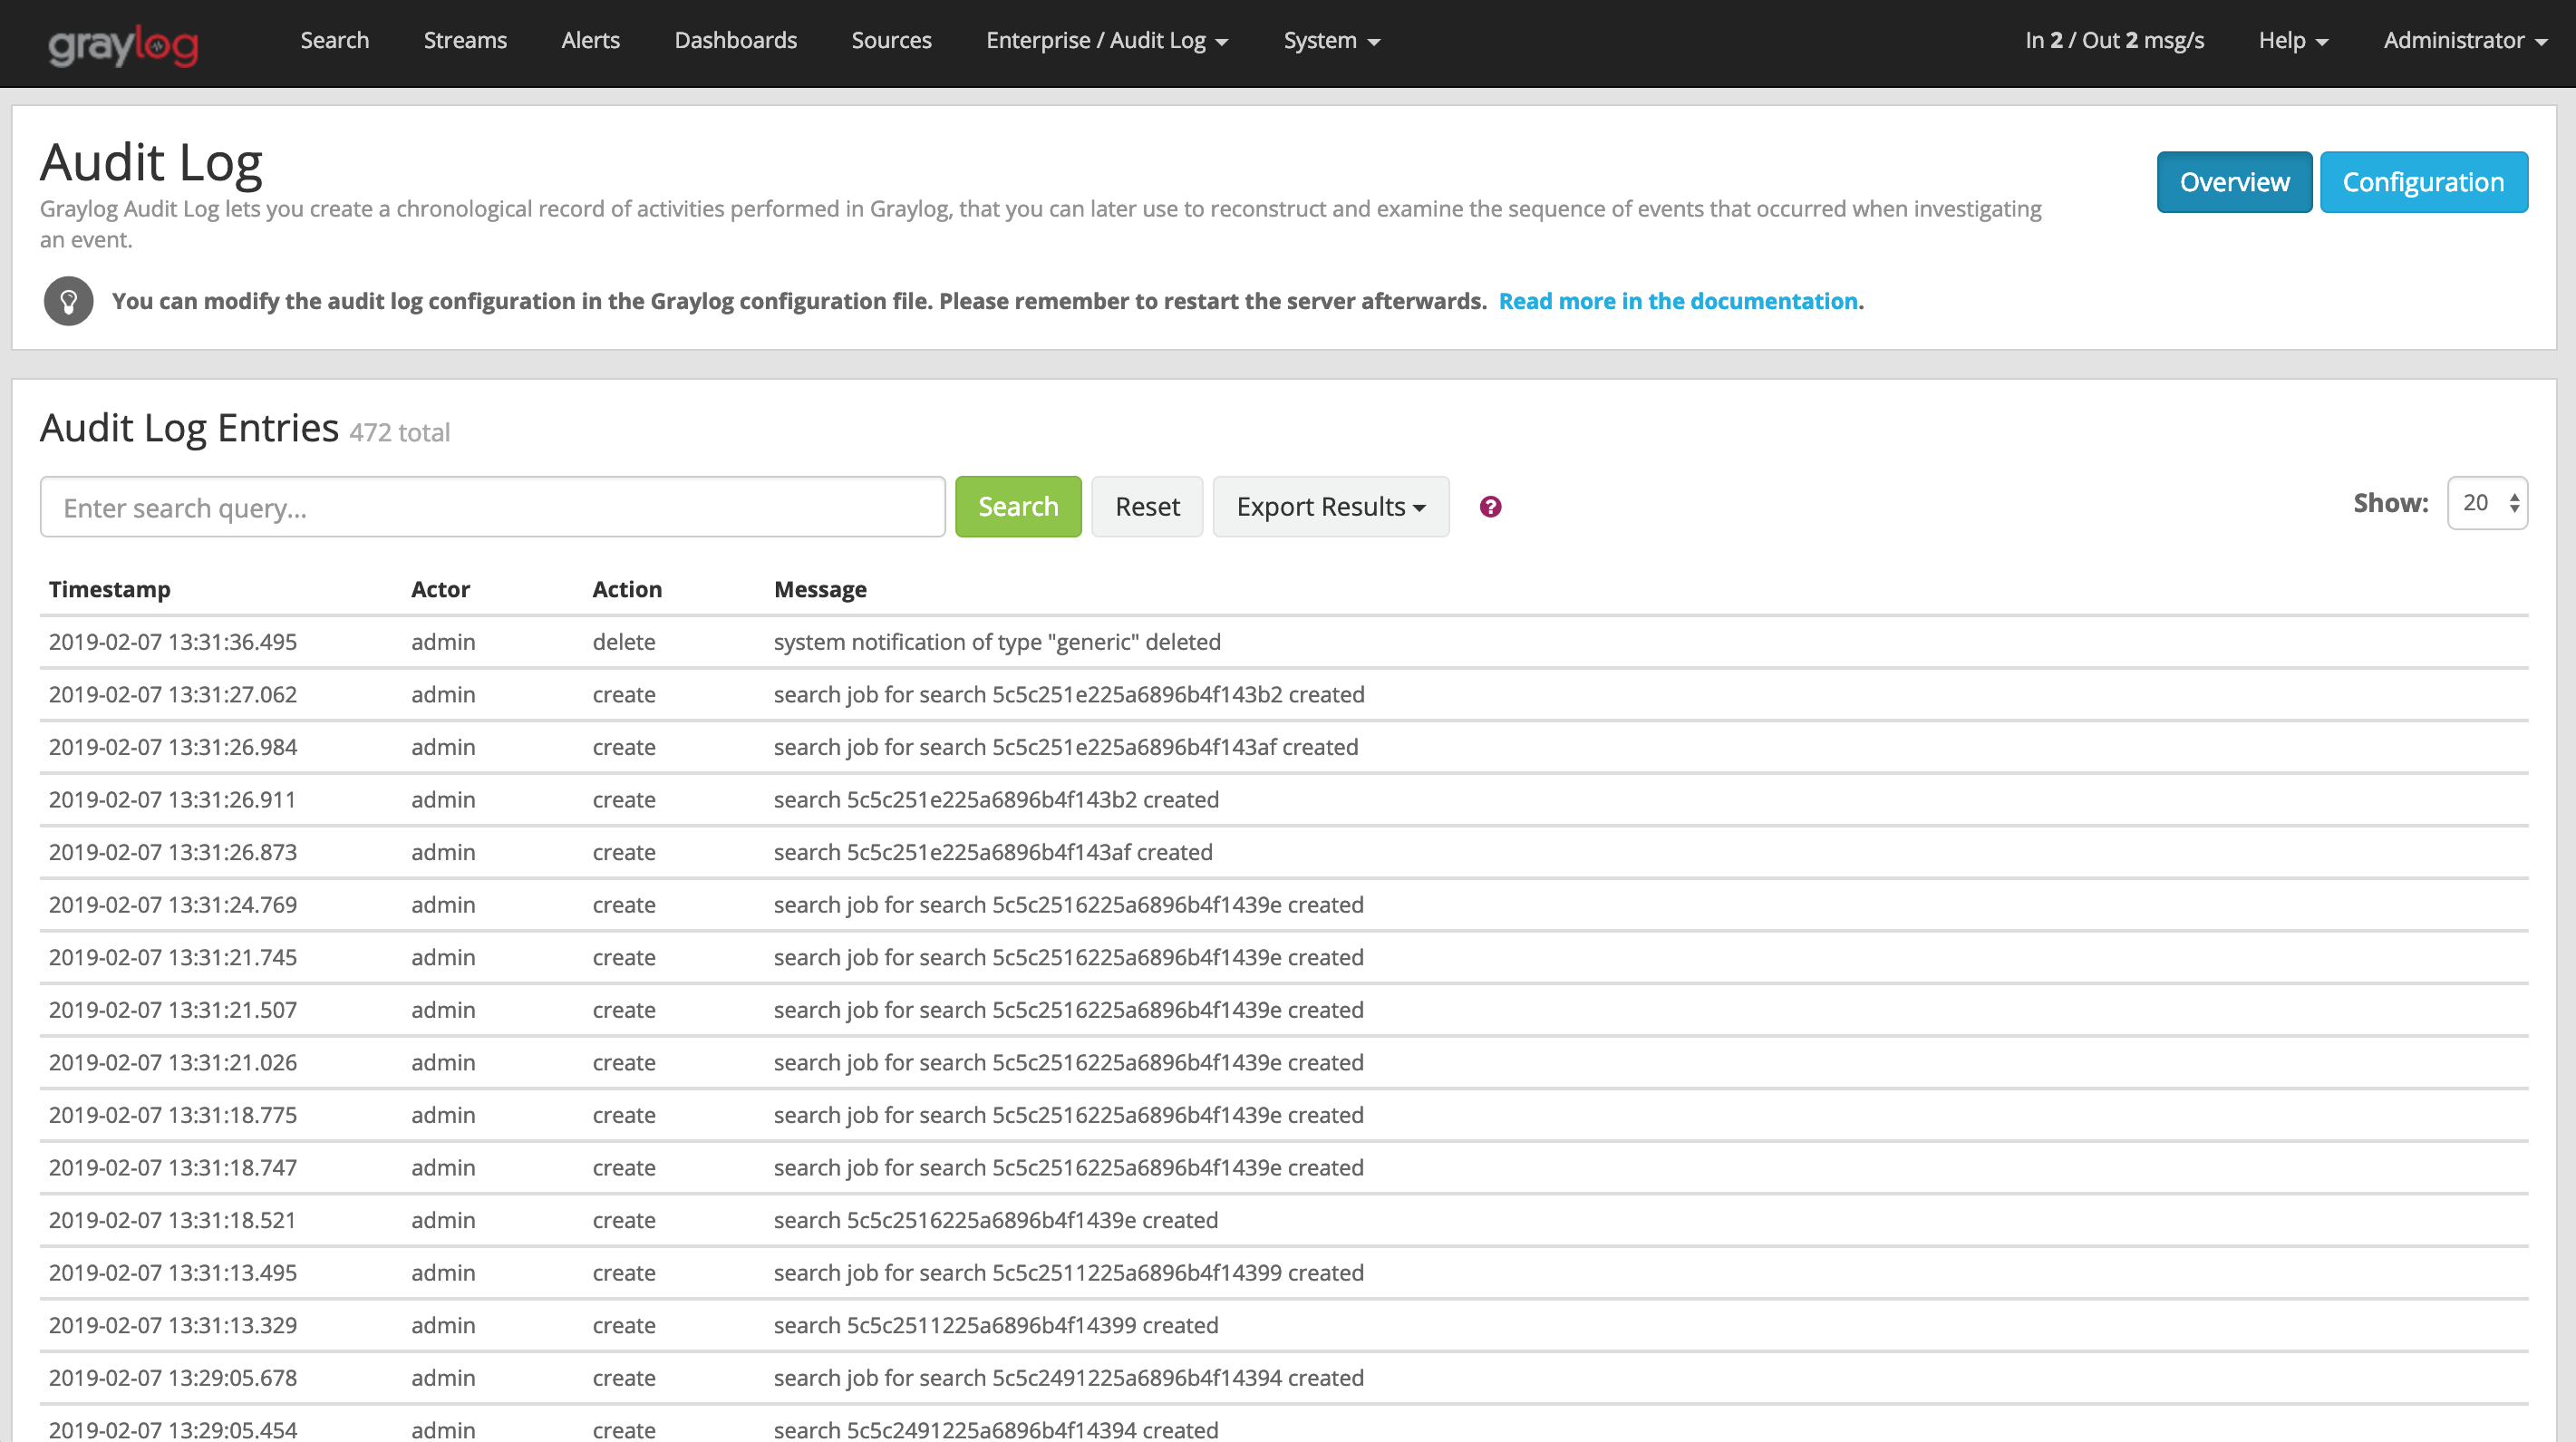 graylog Search Streams Alerts Dashboards Sources Enterprise / Audit Log System In 2 / Out 2 msg/s Help Administrator
Audit Log
Overview Configuration
Graylog Audit Log lets you create a chronological record of activities performed in Graylog, that you can later use to reconstruct and examine the sequence of events that occurred when investigating
an event.
You can modify the audit log configuration in the Graylog configuration file. Please remember to restart the server afterwards. Read more in the documentation.
Audit Log Entries 472 total
Enter search query... Search Reset Export Results ? Show: 20
Timestamp Actor Action Message
2019-02-07 13:31:36.495 admin delete system notification of type "generic" deleted
2019-02-07 13:31:27.062 admin create search job for search 5c5c251e225a6896b4f143b2 created
2019-02-07 13:31:26.984 admin create search job for search 5c5c251e225a6896b4f143af created
2019-02-07 13:31:26.911 admin create search 5c5c251e225a6896b4f143b2 created
2019-02-07 13:31:26.873 admin create search 5c5c251e225a6896b4f143af created
2019-02-07 13:31:24.769 admin create search job for search 5c5c2516225a6896b4f1439e created
2019-02-07 13:31:21.745 admin create search job for search 5c5c2516225a6896b4f1439e created
2019-02-07 13:31:21.507 admin create search job for search 5c5c2516225a6896b4f1439e created
2019-02-07 13:31:21.026 admin create search job for search 5c5c2516225a6896b4f1439e created
2019-02-07 13:31:18.775 admin create search job for search 5c5c2516225a6896b4f1439e created
2019-02-07 13:31:18.747 admin create search job for search 5c5c2516225a6896b4f1439e created
2019-02-07 13:31:18.521 admin create search 5c5c2516225a6896b4f1439e created
2019-02-07 13:31:13.495 admin create search job for search 5c5c2511225a6896b4f14399 created
2019-02-07 13:31:13.329 admin create search 5c5c2511225a6896b4f14399 created
2019-02-07 13:29:05.678 admin create search job for search 5c5c2491225a6896b4f14394 created
2019-02-07 13:29:05.454 admin create search 5c5c2491225a6896b4f14394 created